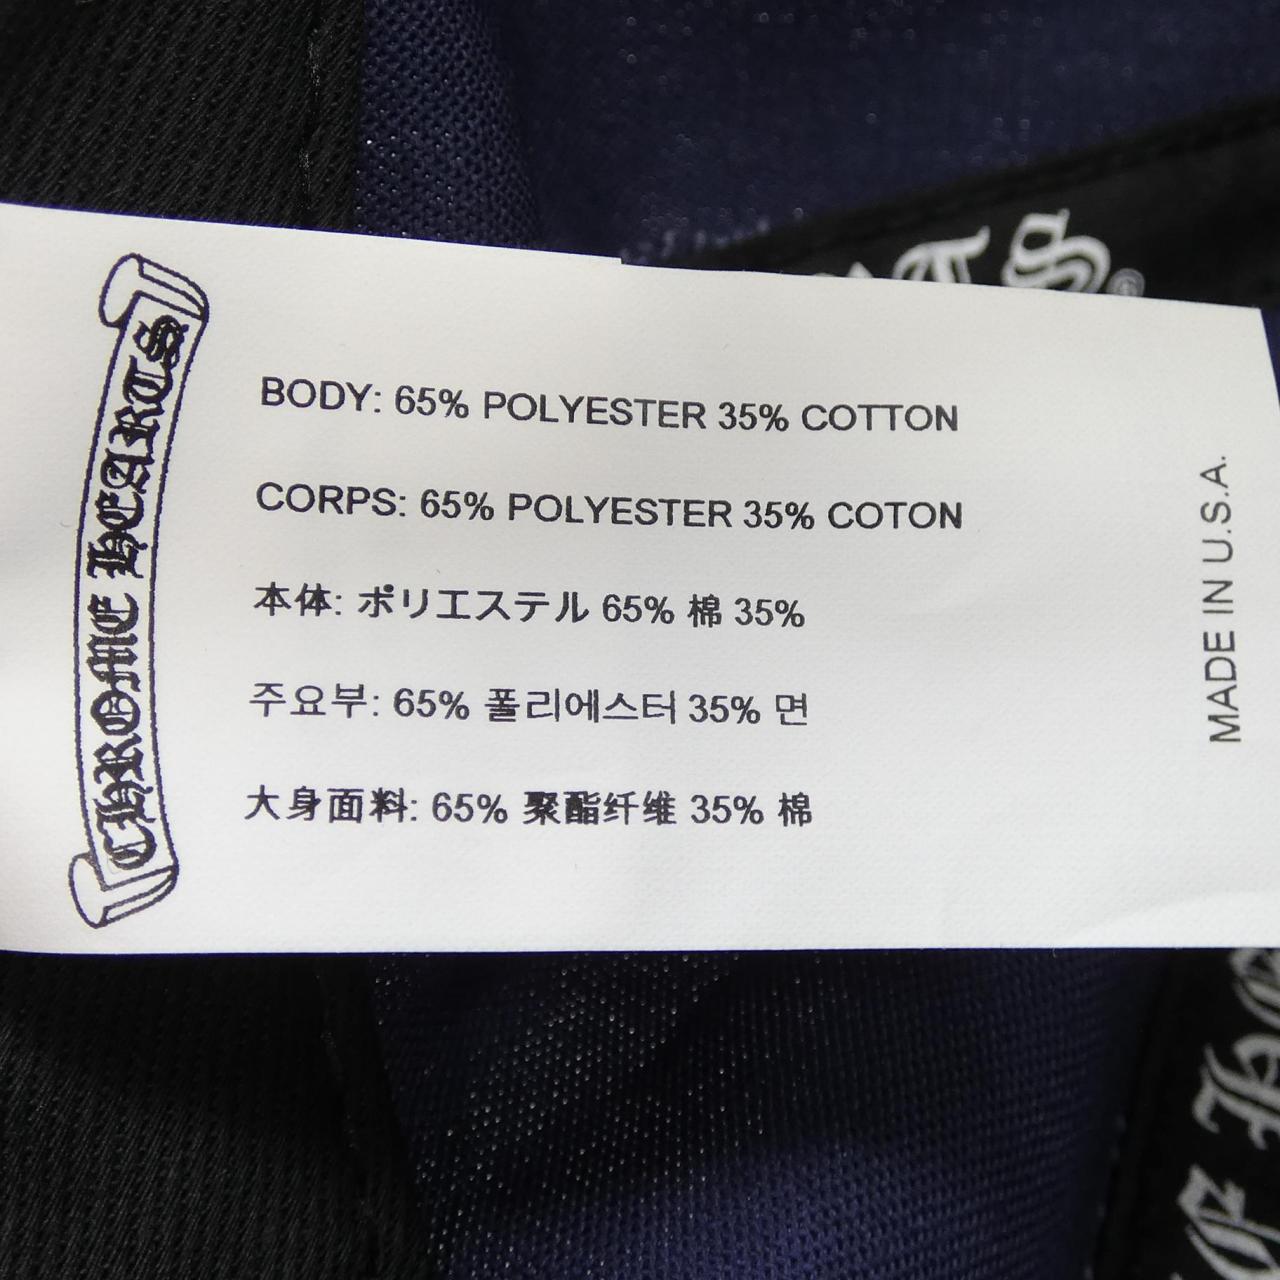 CHROME HEARTS
BODY: 65% POLYESTER 35% COTTON
CORPS: 65% POLYESTER 35% COTON
本体: ポリエステル 65% 棉 35%
주요부: 65% 폴리에스터 35% 면
大身面料: 65% 聚酯纤维 35% 棉
MADE IN U.S.A.